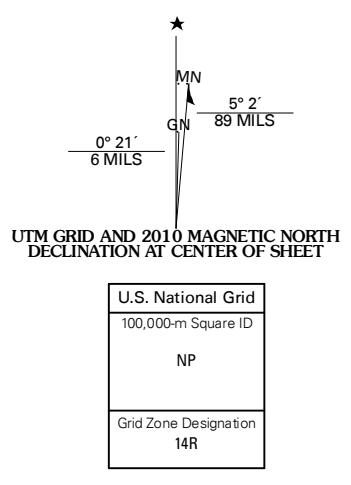 MN
5° 2´
89 MILS
GN
0° 21´
6 MILS
UTM GRID AND 2010 MAGNETIC NORTH
DECLINATION AT CENTER OF SHEET
U.S. National Grid
100,000-m Square ID
NP
Grid Zone Designation
14R